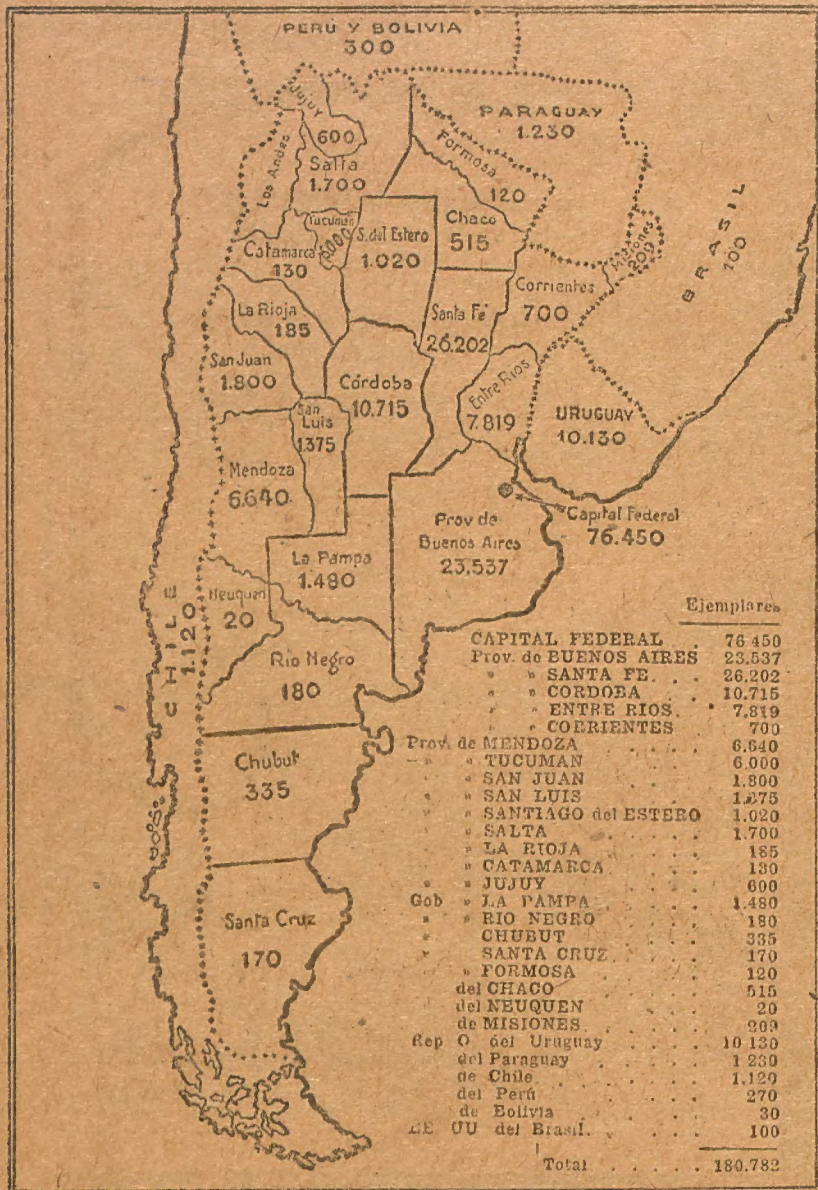 PERÚ Y BOLIVIA
300
Jujuy
600
PARAGUAY
1.230
Los Andes
Salta
1.700
Formosa
120
Tucumán
6.000
S. del Estero
1.020
Chaco
515
Catamarca
130
Misiones
209
BRASIL
100
Corrientes
700
La Rioja
185
Santa Fe
26.202
San Juan
1.800
Córdoba
10.715
Entre Rios
7.819
URUGUAY
10.130
San
Luis
1.375
Mendoza
6.640
Prov. de
Buenos Aires
23.537
Capital Federal
76.450
La Pampa
1.480
Neuquen
20
CHILE
1.120
Rio Negro
180
Chubut
335
Santa Cruz
170
Ejemplares
CAPITAL FEDERAL . 76 450
Prov. de BUENOS AIRES 23.537
" " SANTA FE. . . 26.202
" " CORDOBA . . 10.715
" " ENTRE RIOS. " 7.819
" " CORRIENTES . 700
Prov. de MENDOZA . . . . . 6.640
" " TUCUMAN . . . 6.000
" " SAN JUAN . . . 1.800
" " SAN LUIS . . . 1.375
" " SANTIAGO del ESTERO 1.020
" " SALTA . . . . . 1.700
" " LA RIOJA . . . . 185
" " CATAMARCA . . . 130
" " JUJUY . . . . . 600
Gob " LA PAMPA . . . . 1.480
" " RIO NEGRO . . . 180
" CHUBUT . . . . 335
" SANTA CRUZ . . . . 170
" FORMOSA . . . . 120
del CHACO . . . . . 515
del NEUQUEN . . . . 20
de MISIONES. . . . . 209
Rep O del Uruguay . . . . 10 130
del Paraguay . . . . 1 230
de Chile . . . . . . 1.120
del Perú . . . . . 270
de Bolivia . . . . . 30
EE UU del Brasil. . . . . 100
Total . . . . . 180.782